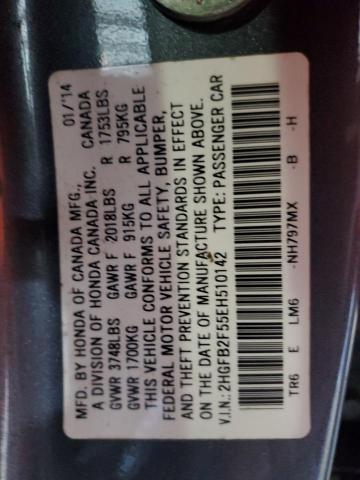 MFD. BY HONDA OF CANADA MFG., 01/'14
A DIVISION OF HONDA CANADA INC. CANADA
GVWR 3748LBS GAWR F 2018LBS R 1753LBS
GVWR 1700KG GAWR F 915KG R 795KG
THIS VEHICLE CONFORMS TO ALL APPLICABLE
FEDERAL MOTOR VEHICLE SAFETY, BUMPER,
AND THEFT PREVENTION STANDARDS IN EFFECT
ON THE DATE OF MANUFACTURE SHOWN ABOVE.
V.I.N.: 2HGFB2F55EH510142 TYPE: PASSENGER CAR
TR6 E LM6 -NH797MX -B -H